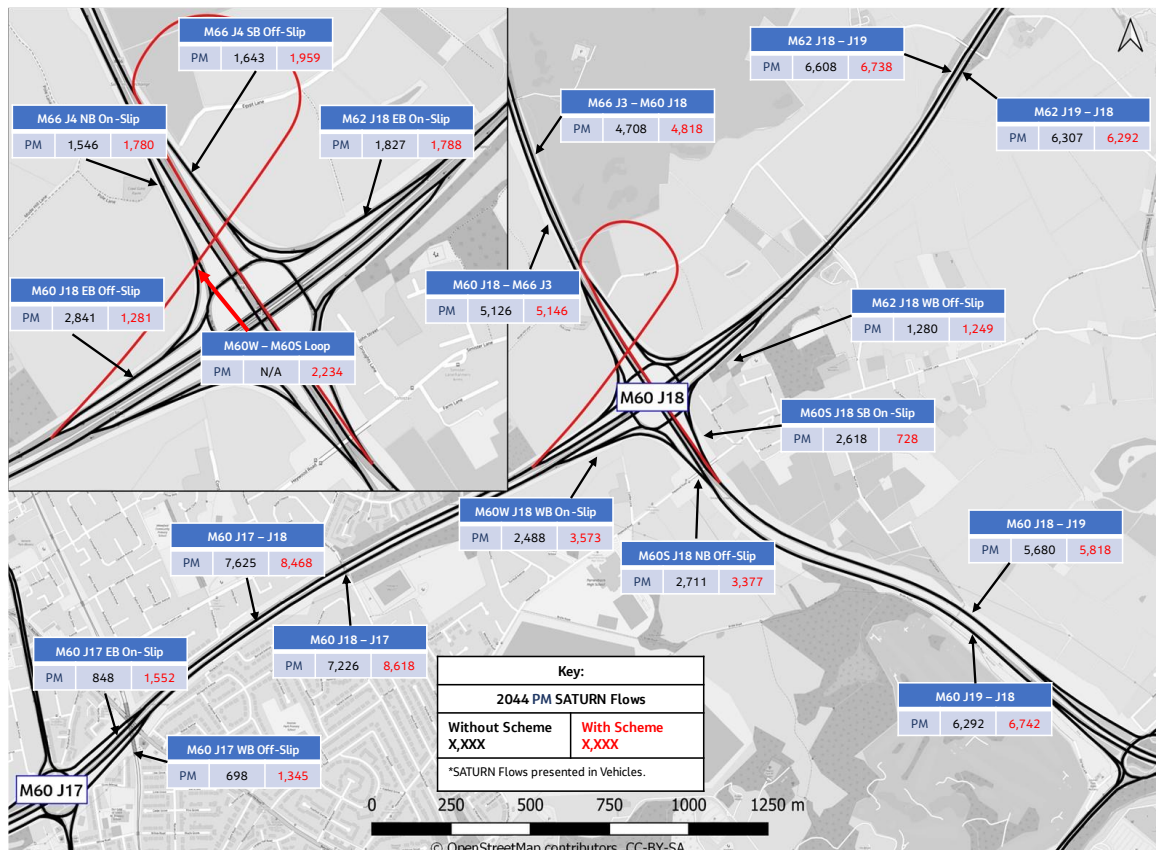 M66 J4 SB Off-Slip
PM 1,643 1,959
M66 J4 NB On-Slip
PM 1,546 1,780
M62 J18 EB On-Slip
PM 1,827 1,788
M60 J18 EB Off-Slip
PM 2,841 1,281
M60W – M60S Loop
PM N/A 2,234
M62 J18 – J19
PM 6,608 6,738
M66 J3 – M60 J18
PM 4,708 4,818
M62 J19 – J18
PM 6,307 6,292
M60 J18 – M66 J3
PM 5,126 5,146
M62 J18 WB Off-Slip
PM 1,280 1,249
M60 J18
M60S J18 SB On -Slip
PM 2,618 728
M60W J18 WB On-Slip
PM 2,488 3,573
M60S J18 NB Off-Slip
PM 2,711 3,377
M60 J18 – J19
PM 5,680 5,818
M60 J17 – J18
PM 7,625 8,468
M60 J18 – J17
PM 7,226 8,618
M60 J17 EB On-Slip
PM 848 1,552
M60 J17 WB Off-Slip
PM 698 1,345
M60 J17
M60 J19 – J18
PM 6,292 6,742
Key:
2044 PM SATURN Flows
Without Scheme X,XXX
With Scheme X,XXX
*SATURN Flows presented in Vehicles.
0 250 500 750 1000 1250 m
© OpenStreetMap contributors, CC-BY-SA
Egypt Lane
Heywood Road
Farm Lane